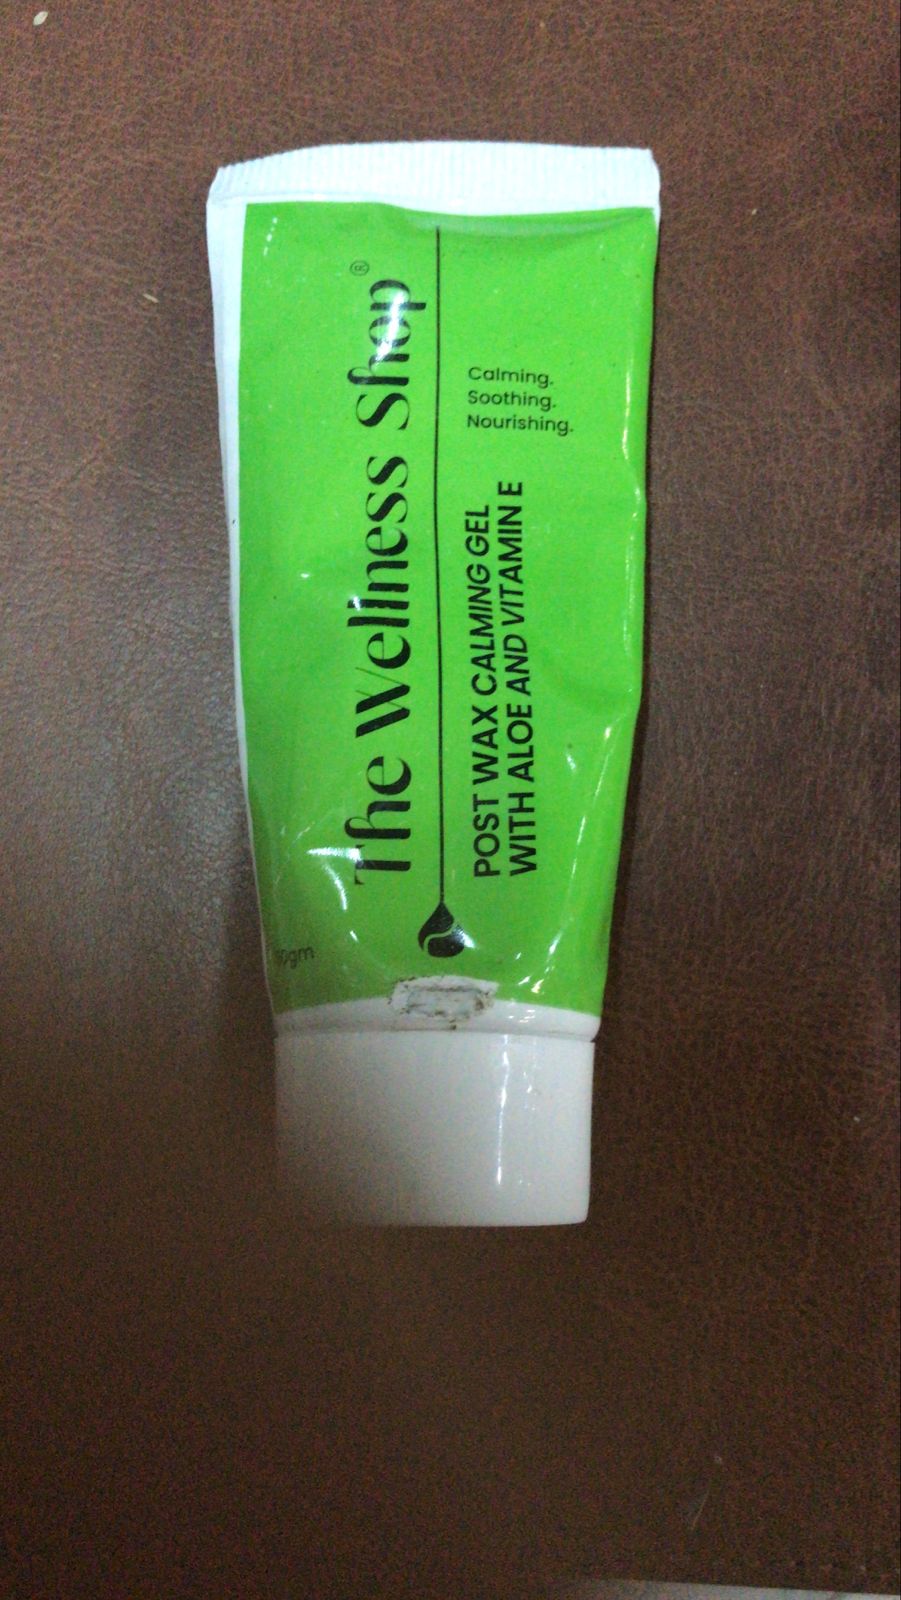 The Wellness Shop
Calming.
Soothing.
Nourishing.
POST WAX CALMING GEL
WITH ALOE AND VITAMIN E